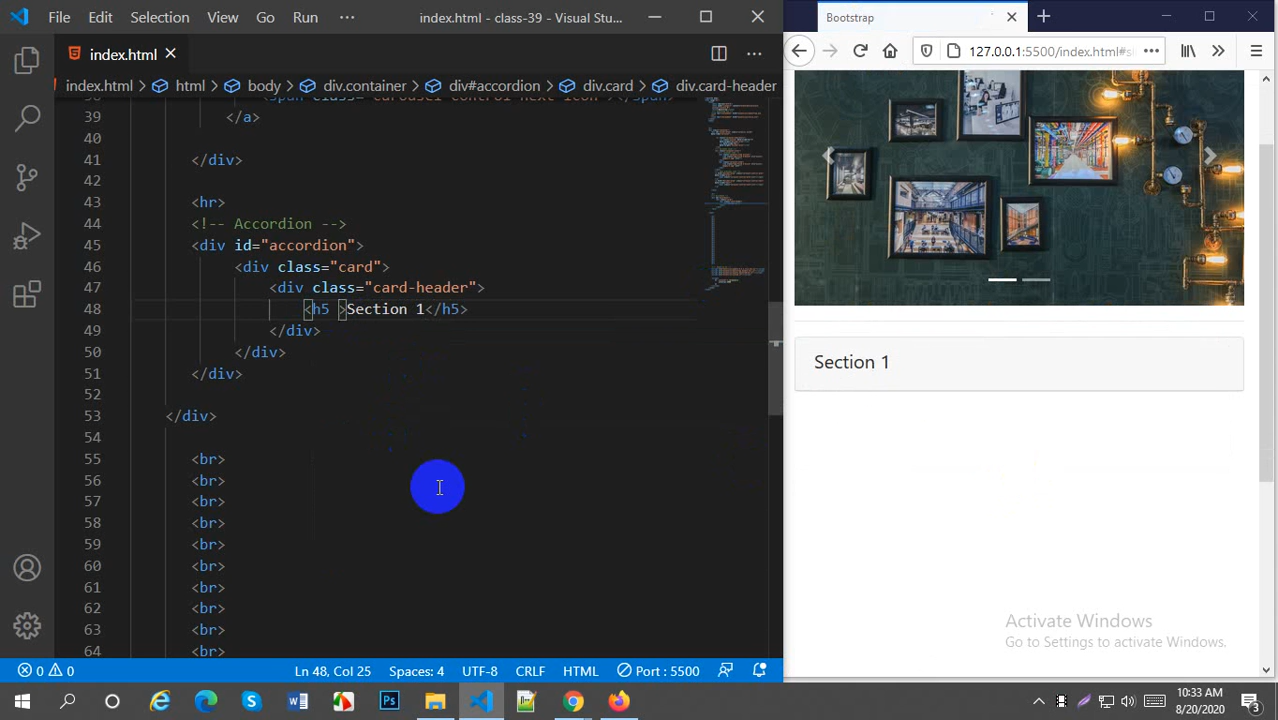 File Edit Selection View Go Run ··· index.html - class-39 - Visual Stu...
index.html
index.html > html > body > div.container > div#accordion > div.card > div.card-header
39 </a>
40
41 </div>
42
43 <hr>
44 <!-- Accordion -->
45 <div id="accordion">
46 <div class="card">
47 <div class="card-header">
48 <h5 >Section 1</h5>
49 </div>
50 </div>
51 </div>
52
53 </div>
54
55 <br>
56 <br>
57 <br>
58 <br>
59 <br>
60 <br>
61 <br>
62 <br>
63 <br>
64 <br>
0 0 Ln 48, Col 25 Spaces: 4 UTF-8 CRLF HTML Port : 5500
Bootstrap
127.0.0.1:5500/index.html#s
Section 1
Activate Windows
Go to Settings to activate Windows.
10:33 AM
8/20/2020
3